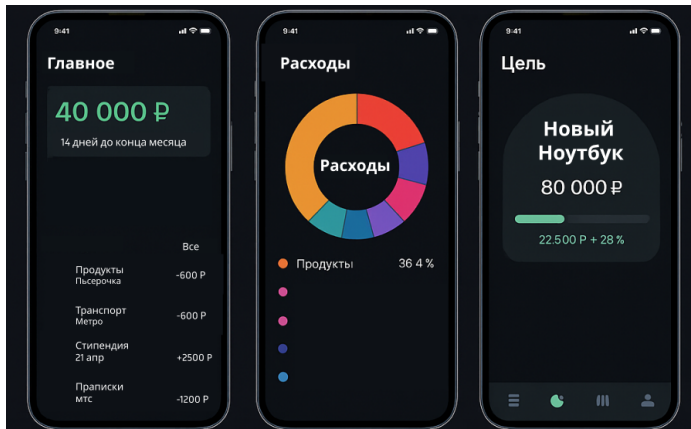 9:41
Главное
40 000 ₽
14 дней до конца месяца
Все
Продукты
Пьсерочка
-600 Р
Транспорт
Метро
-600 Р
Стипендия
21 апр
+2500 Р
Праписки
мтс
-1200 Р
9:41
Расходы
Расходы
Продукты
36 4 %
9:41
Цель
Новый
Ноутбук
80 000 ₽
22.500 Р + 28 %